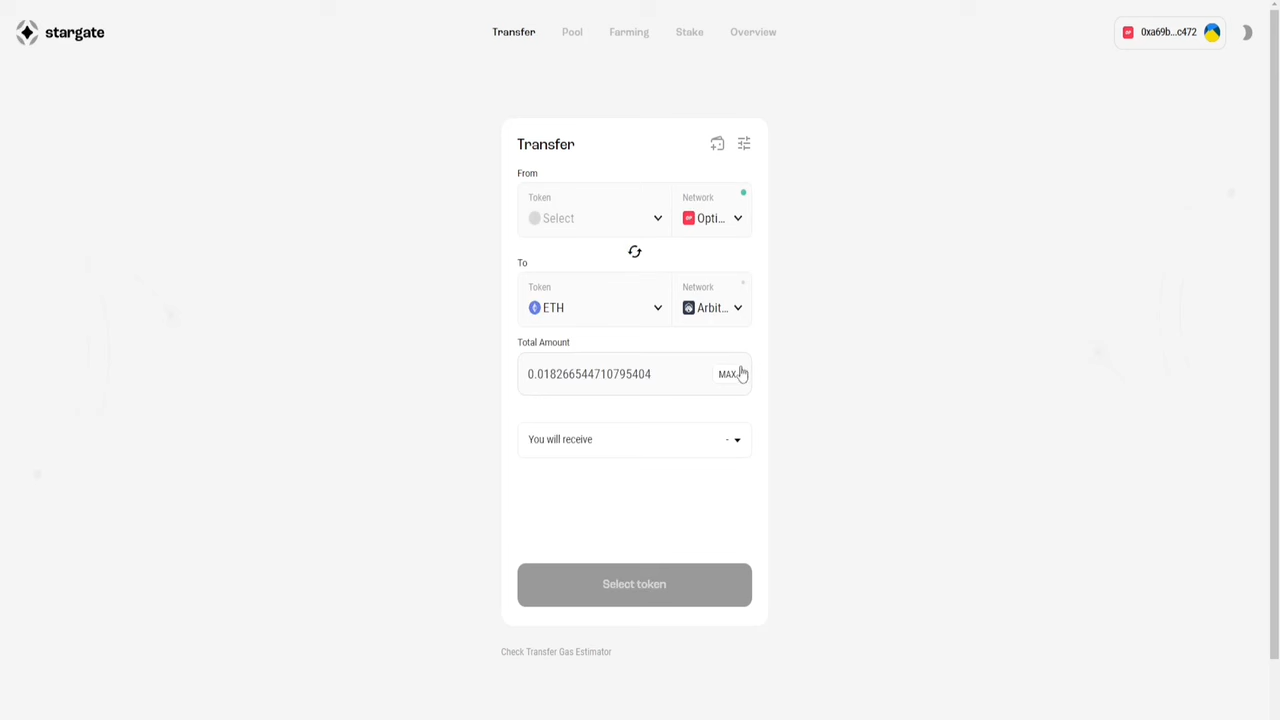 stargate
Transfer Pool Farming Stake Overview
0xa69b...c472
Transfer
From
Token Network
Select Opti...
To
Token Network
ETH Arbit...
Total Amount
0.018266544710795404 MAX
You will receive -
Select token
Check Transfer Gas Estimator